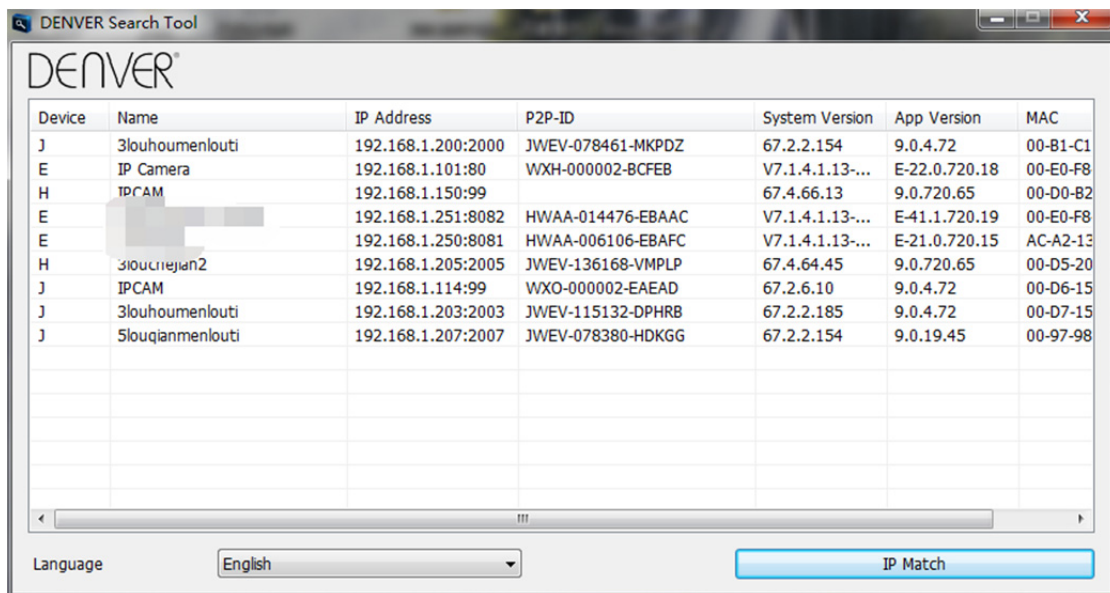 DENVER Search Tool
DENVER®
Device Name IP Address P2P-ID System Version App Version MAC
J 3louhoumenlouti 192.168.1.200:2000 JWEV-078461-MKPDZ 67.2.2.154 9.0.4.72 00-B1-C1
E IP Camera 192.168.1.101:80 WXH-000002-BCFEB V7.1.4.1.13-... E-22.0.720.18 00-E0-F8
H IPCAM 192.168.1.150:99 67.4.66.13 9.0.720.65 00-D0-B2
E 192.168.1.251:8082 HWAA-014476-EBAAC V7.1.4.1.13-... E-41.1.720.19 00-E0-F8
E 192.168.1.250:8081 HWAA-006106-EBAFC V7.1.4.1.13-... E-21.0.720.15 AC-A2-13
H 3louchejian2 192.168.1.205:2005 JWEV-136168-VMPLP 67.4.64.45 9.0.720.65 00-D5-20
J IPCAM 192.168.1.114:99 WXO-000002-EAEAD 67.2.6.10 9.0.4.72 00-D6-15
J 3louhoumenlouti 192.168.1.203:2003 JWEV-115132-DPHRB 67.2.2.185 9.0.4.72 00-D7-15
J 5louqianmenlouti 192.168.1.207:2007 JWEV-078380-HDKGG 67.2.2.154 9.0.19.45 00-97-98
Language English IP Match